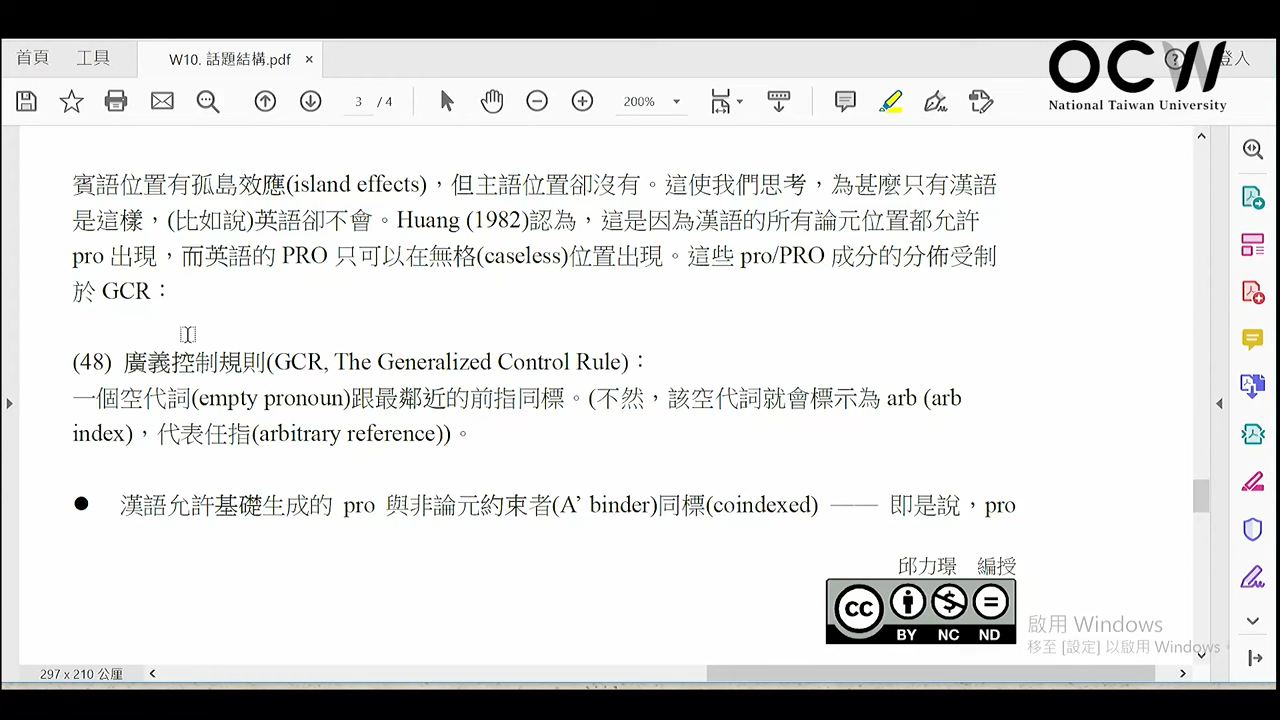 首頁 工具 W10. 話題結構.pdf × ? 登入
OCW
National Taiwan University
3 / 4 200%
賓語位置有孤島效應(island effects)，但主語位置卻沒有。這使我們思考，為甚麼只有漢語
是這樣，(比如說)英語卻不會。Huang (1982)認為，這是因為漢語的所有論元位置都允許
pro 出現，而英語的 PRO 只可以在無格(caseless)位置出現。這些 pro/PRO 成分的分佈受制
於 GCR：
(48) 廣義控制規則(GCR, The Generalized Control Rule)：
一個空代詞(empty pronoun)跟最鄰近的前指同標。(不然，該空代詞就會標示為 arb (arb
index)，代表任指(arbitrary reference))。
● 漢語允許基礎生成的 pro 與非論元約束者(A’ binder)同標(coindexed) —— 即是說，pro
邱力璟 編授
CC BY NC ND
啟用 Windows
移至 [設定] 以啟用 Windows。
297 x 210 公厘